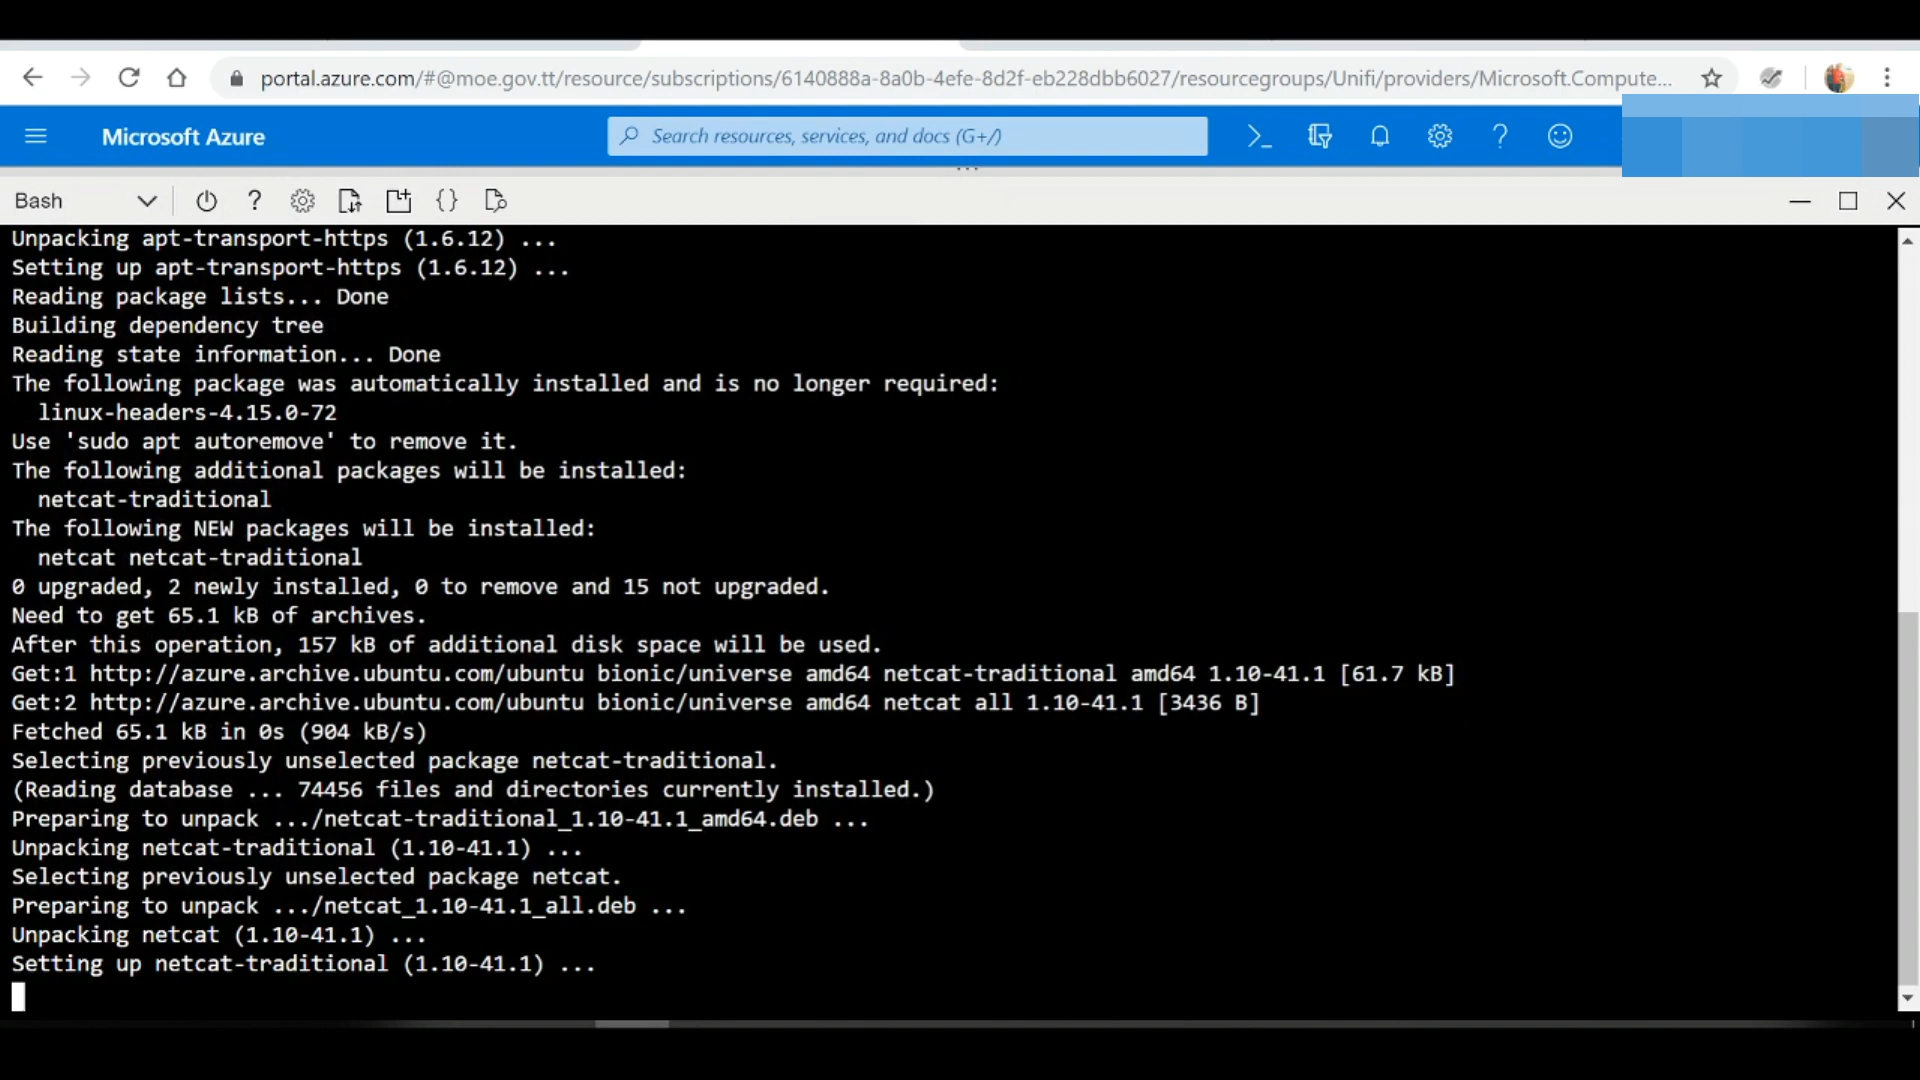 portal.azure.com/#@moe.gov.tt/resource/subscriptions/6140888a-8a0b-4efe-8d2f-eb228dbb6027/resourcegroups/Unifi/providers/Microsoft.Compute...
Microsoft Azure
Search resources, services, and docs (G+/)
Bash
Unpacking apt-transport-https (1.6.12) ...
Setting up apt-transport-https (1.6.12) ...
Reading package lists... Done
Building dependency tree
Reading state information... Done
The following package was automatically installed and is no longer required:
  linux-headers-4.15.0-72
Use 'sudo apt autoremove' to remove it.
The following additional packages will be installed:
  netcat-traditional
The following NEW packages will be installed:
  netcat netcat-traditional
0 upgraded, 2 newly installed, 0 to remove and 15 not upgraded.
Need to get 65.1 kB of archives.
After this operation, 157 kB of additional disk space will be used.
Get:1 http://azure.archive.ubuntu.com/ubuntu bionic/universe amd64 netcat-traditional amd64 1.10-41.1 [61.7 kB]
Get:2 http://azure.archive.ubuntu.com/ubuntu bionic/universe amd64 netcat all 1.10-41.1 [3436 B]
Fetched 65.1 kB in 0s (904 kB/s)
Selecting previously unselected package netcat-traditional.
(Reading database ... 74456 files and directories currently installed.)
Preparing to unpack .../netcat-traditional_1.10-41.1_amd64.deb ...
Unpacking netcat-traditional (1.10-41.1) ...
Selecting previously unselected package netcat.
Preparing to unpack .../netcat_1.10-41.1_all.deb ...
Unpacking netcat (1.10-41.1) ...
Setting up netcat-traditional (1.10-41.1) ...